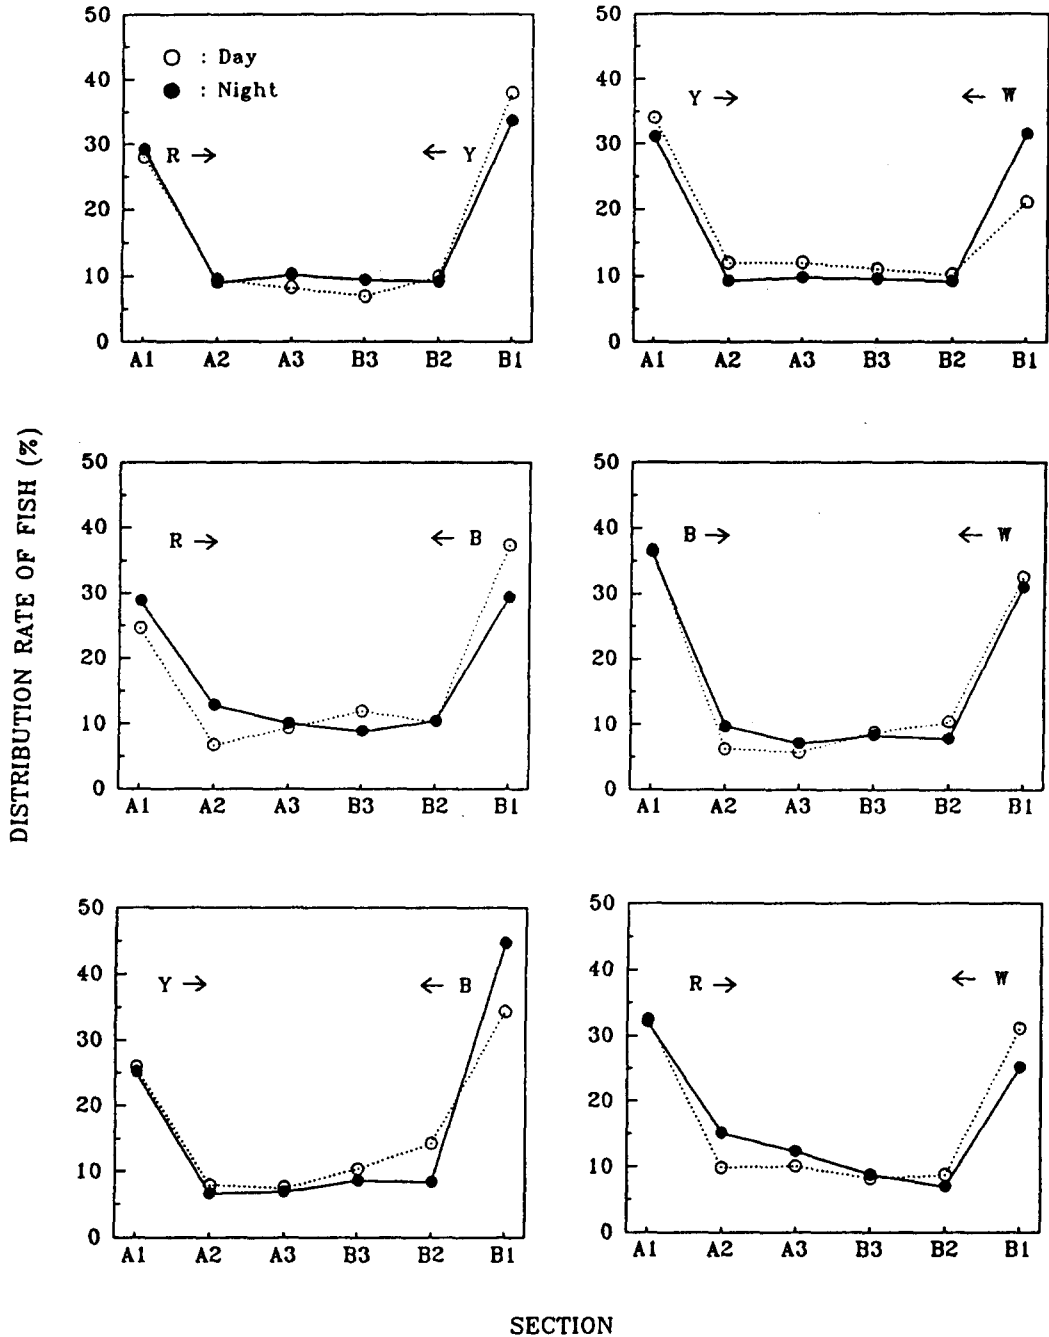 50
40
30
20
10
0
○ : Day
● : Night
R → ← Y
A1 A2 A3 B3 B2 B1
50
40
30
20
10
0
Y → ← W
A1 A2 A3 B3 B2 B1
DISTRIBUTION RATE OF FISH (%)
50
40
30
20
10
0
R → ← B
A1 A2 A3 B3 B2 B1
50
40
30
20
10
0
B → ← W
A1 A2 A3 B3 B2 B1
50
40
30
20
10
0
Y → ← B
A1 A2 A3 B3 B2 B1
50
40
30
20
10
0
R → ← W
A1 A2 A3 B3 B2 B1
SECTION